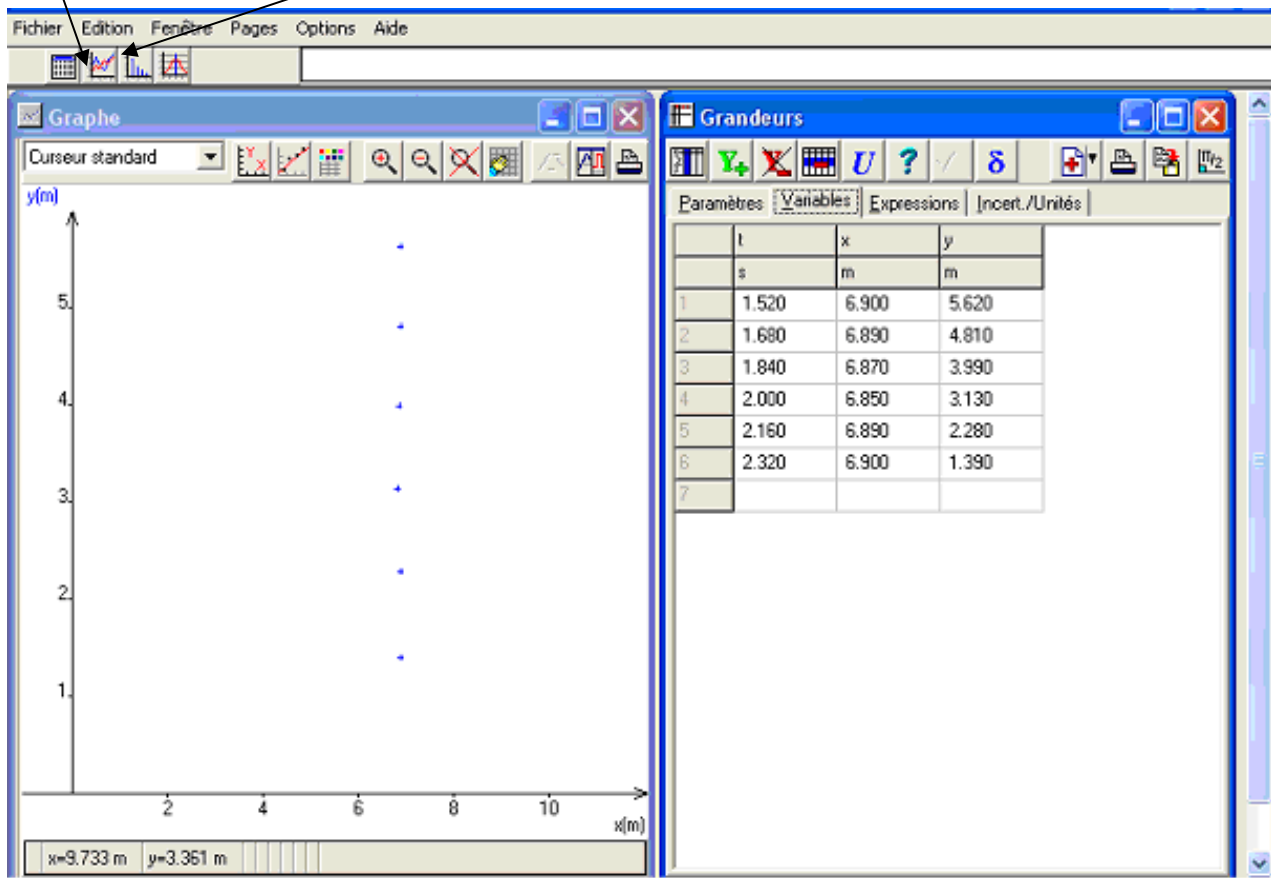 Fichier Edition Fenêtre Pages Options Aide
Graphe
Curseur standard
y(m)
5
4
3
2
1
2 4 6 8 10
x(m)
x=9.733 m y=3.361 m
Grandeurs
Paramètres Variables Expressions Incert./Unités
t x y
s m m
1 1.520 6.900 5.620
2 1.680 6.890 4.810
3 1.840 6.870 3.990
4 2.000 6.850 3.130
5 2.160 6.890 2.280
6 2.320 6.900 1.390
7